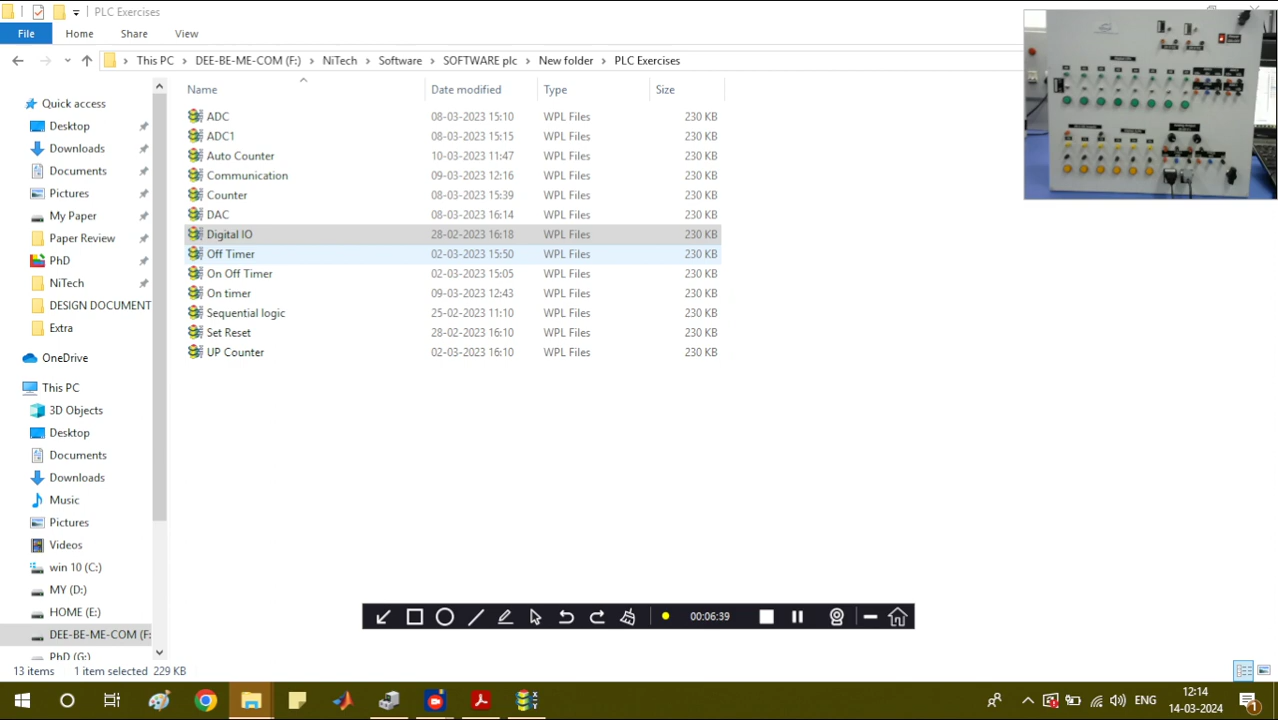 PLC Exercises
File Home Share View
This PC DEE-BE-ME-COM (F:) NiTech Software SOFTWARE plc New folder PLC Exercises
Name Date modified Type Size
Quick access
Desktop
Downloads
Documents
Pictures
My Paper
Paper Review
PhD
NiTech
DESIGN DOCUMENT
Extra
OneDrive
This PC
3D Objects
Desktop
Documents
Downloads
Music
Pictures
Videos
win 10 (C:)
MY (D:)
HOME (E:)
DEE-BE-ME-COM (F:
PhD (G:)
ADC 08-03-2023 15:10 WPL Files 230 KB
ADC1 08-03-2023 15:15 WPL Files 230 KB
Auto Counter 10-03-2023 11:47 WPL Files 230 KB
Communication 09-03-2023 12:16 WPL Files 230 KB
Counter 08-03-2023 15:39 WPL Files 230 KB
DAC 08-03-2023 16:14 WPL Files 230 KB
Digital IO 28-02-2023 16:18 WPL Files 230 KB
Off Timer 02-03-2023 15:50 WPL Files 230 KB
On Off Timer 02-03-2023 15:05 WPL Files 230 KB
On timer 09-03-2023 12:43 WPL Files 230 KB
Sequential logic 25-02-2023 11:10 WPL Files 230 KB
Set Reset 28-02-2023 16:10 WPL Files 230 KB
UP Counter 02-03-2023 16:10 WPL Files 230 KB
00:06:39
13 items 1 item selected 229 KB
ENG
12:14
14-03-2024
1